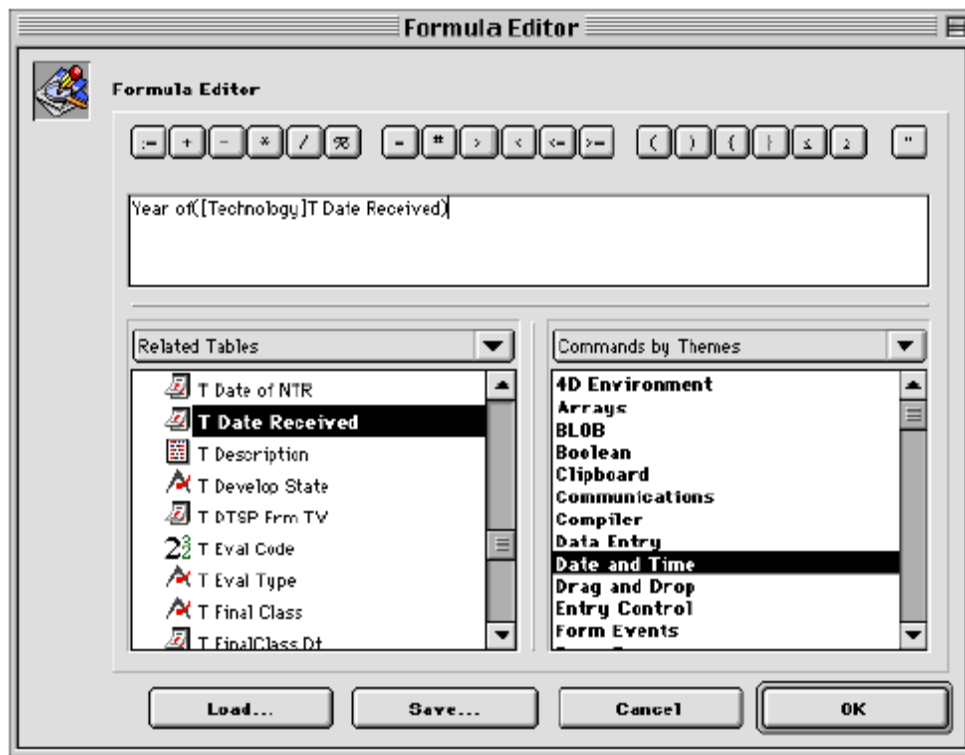 Formula Editor
Formula Editor
:= + - * / % = # > < <= >= ( ) { } ≤ ≥ "
Year of([Technology]T Date Received)
Related Tables
T Date of NTR
T Date Received
T Description
T Develop State
T DTSP Frm TV
T Eval Code
T Eval Type
T Final Class
T FinalClass Dt
Commands by Themes
4D Environment
Arrays
BLOB
Boolean
Clipboard
Communications
Compiler
Data Entry
Date and Time
Drag and Drop
Entry Control
Form Events
Load... Save... Cancel OK